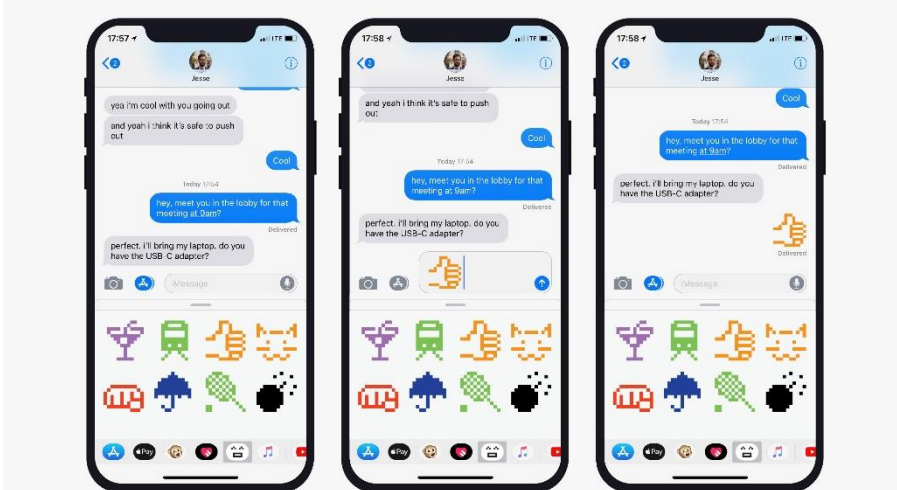 17:57
LTE
2
Jesse
yea i'm cool with you going out
and yeah i think it's safe to push
out
Cool
Today 17:54
hey, meet you in the lobby for that
meeting at 9am?
Delivered
perfect. i'll bring my laptop. do you
have the USB-C adapter?
iMessage
Pay
17:58
LTE
2
Jesse
and yeah i think it's safe to push
out
Cool
Today 17:54
hey, meet you in the lobby for that
meeting at 9am?
Delivered
perfect. i'll bring my laptop. do you
have the USB-C adapter?
Pay
17:58
LTE
2
Jesse
Cool
Today 17:54
hey, meet you in the lobby for that
meeting at 9am?
Delivered
perfect. i'll bring my laptop. do you
have the USB-C adapter?
Delivered
iMessage
Pay